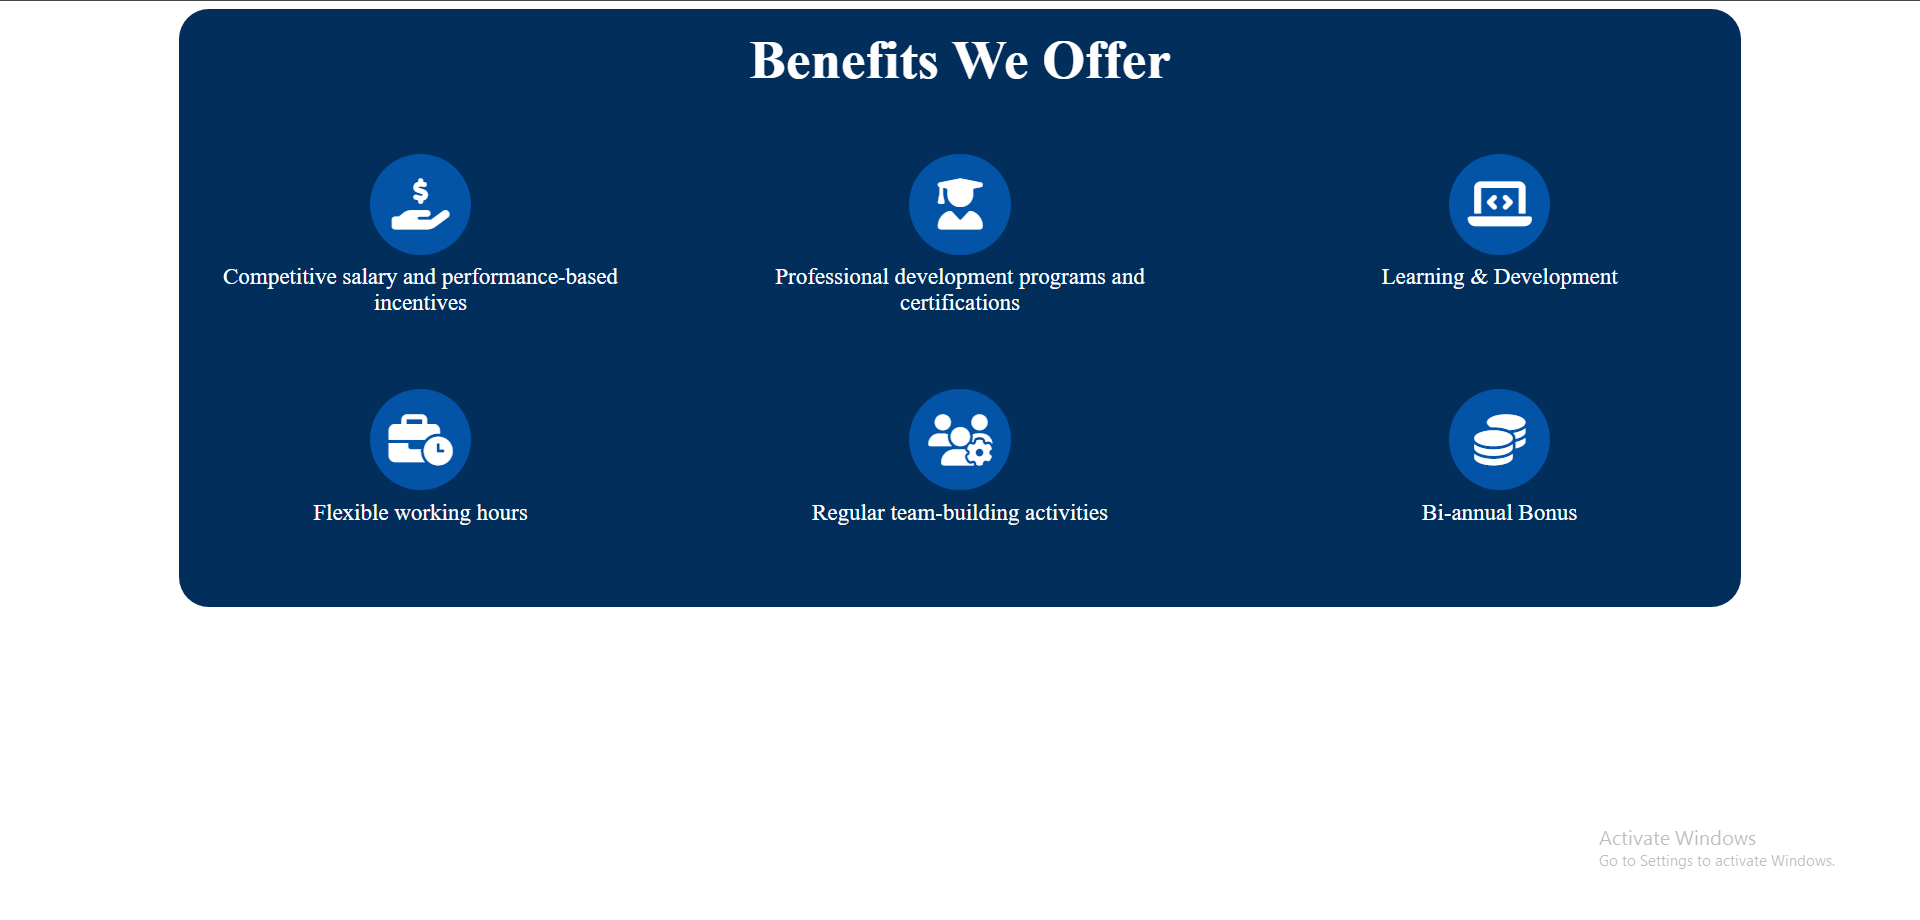 Benefits We Offer
Competitive salary and performance-based
incentives
Professional development programs and
certifications
Learning & Development
Flexible working hours
Regular team-building activities
Bi-annual Bonus
Activate Windows
Go to Settings to activate Windows.